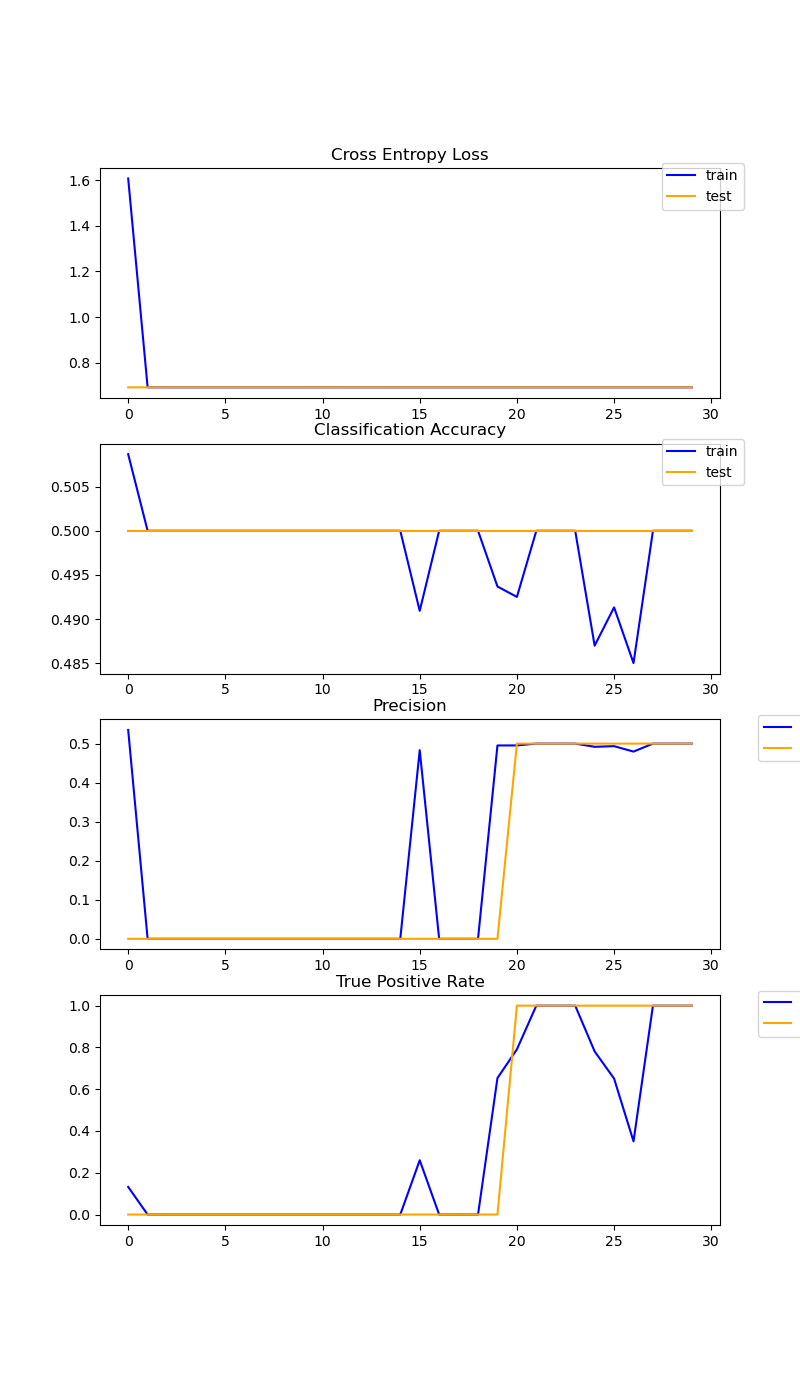 Cross Entropy Loss
train
test
1.6
1.4
1.2
1.0
0.8
0 5 10 15 20 25 30
Classification Accuracy
train
test
0.505
0.500
0.495
0.490
0.485
0 5 10 15 20 25 30
Precision
0.5
0.4
0.3
0.2
0.1
0.0
0 5 10 15 20 25 30
True Positive Rate
1.0
0.8
0.6
0.4
0.2
0.0
0 5 10 15 20 25 30